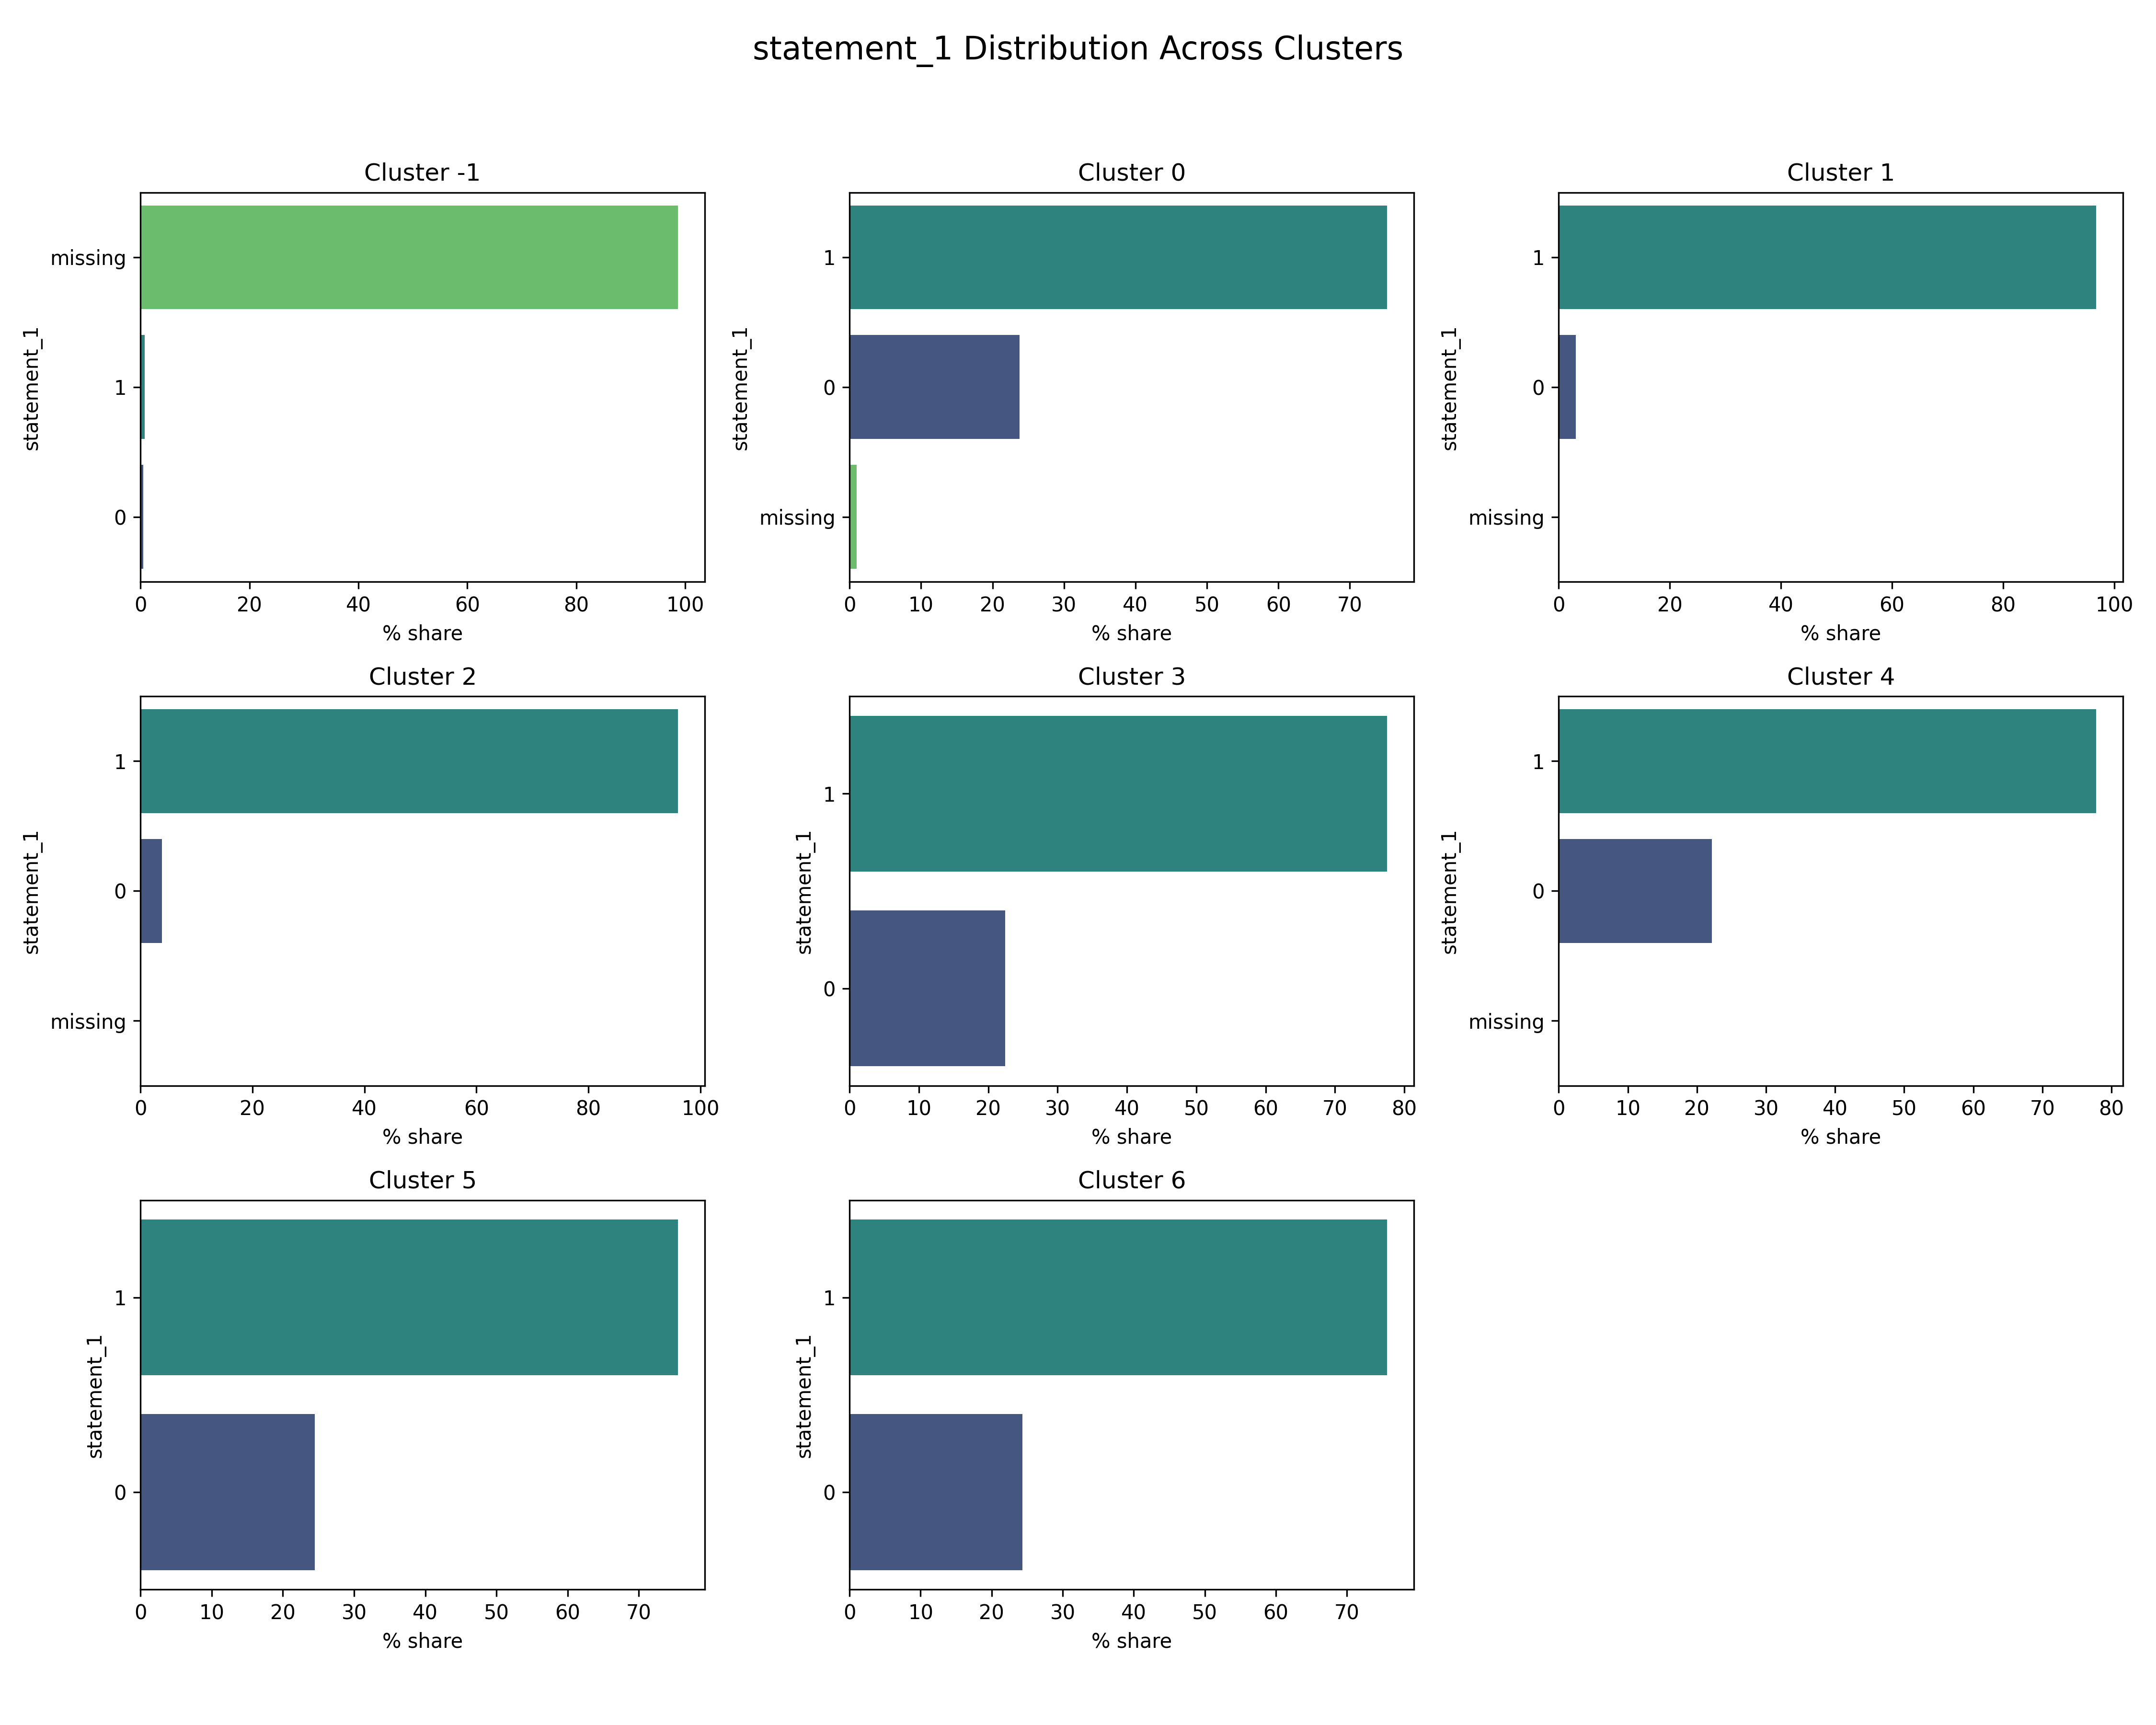 statement_1 Distribution Across Clusters
Cluster -1
statement_1
missing
1
0
0 20 40 60 80 100
% share
Cluster 0
statement_1
1
0
missing
0 10 20 30 40 50 60 70
% share
Cluster 1
statement_1
1
0
missing
0 20 40 60 80 100
% share
Cluster 2
statement_1
1
0
missing
0 20 40 60 80 100
% share
Cluster 3
statement_1
1
0
0 10 20 30 40 50 60 70 80
% share
Cluster 4
statement_1
1
0
missing
0 10 20 30 40 50 60 70 80
% share
Cluster 5
statement_1
1
0
0 10 20 30 40 50 60 70
% share
Cluster 6
statement_1
1
0
0 10 20 30 40 50 60 70
% share